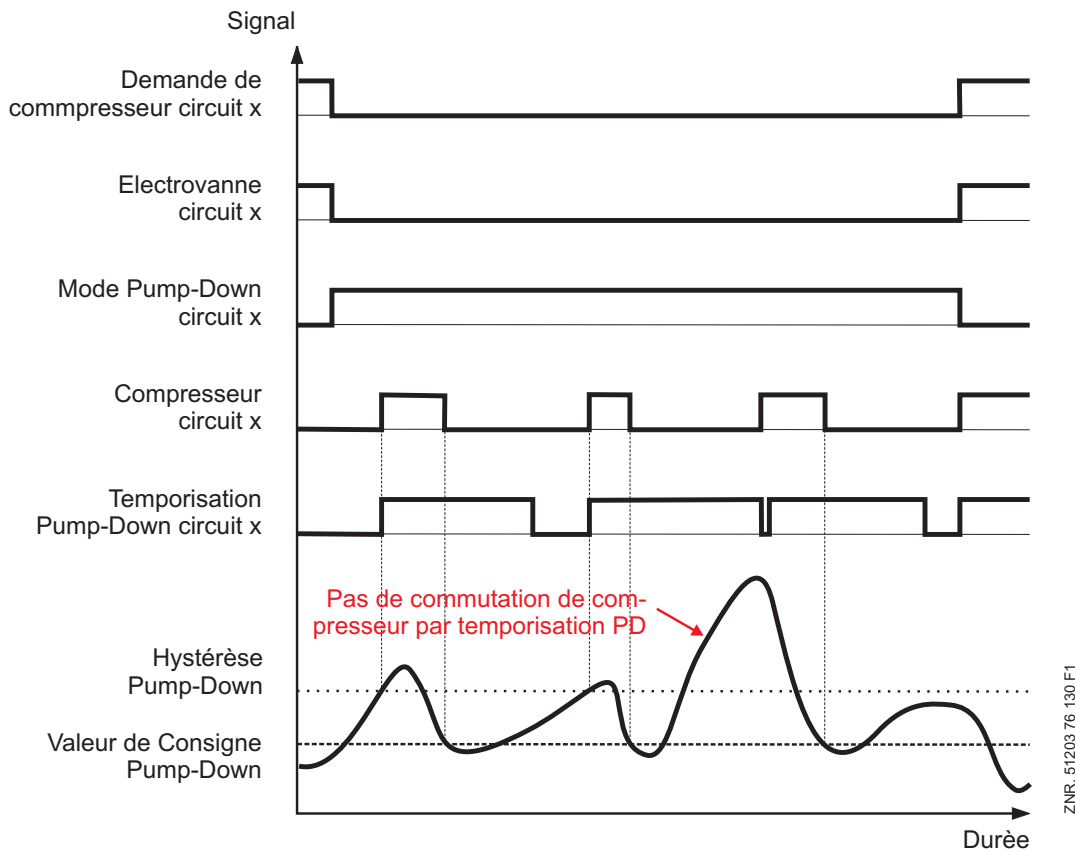 Signal
Demande de
commpresseur circuit x
Electrovanne
circuit x
Mode Pump-Down
circuit x
Compresseur
circuit x
Temporisation
Pump-Down circuit x
Pas de commutation de com-
presseur par temporisation PD
Hystérèse
Pump-Down
Valeur de Consigne
Pump-Down
Durèe
ZNR. 51203 76 130 F1